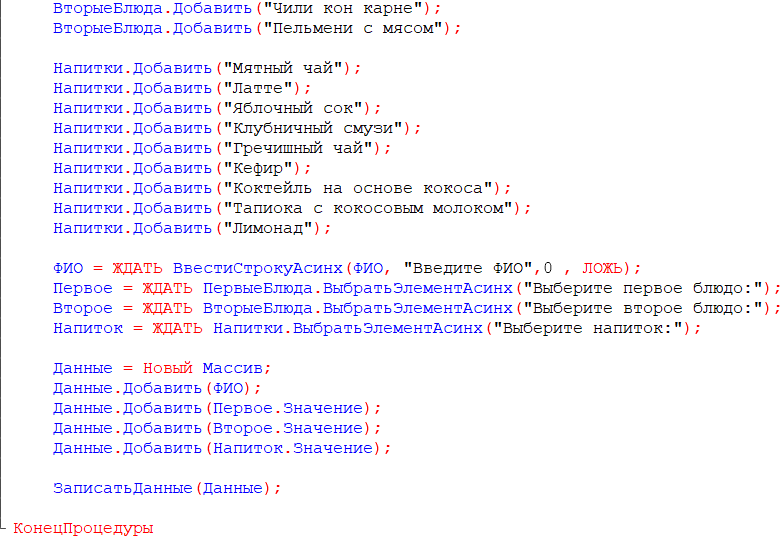 ВторыеБлюда.Добавить("Чили кон карне");
ВторыеБлюда.Добавить("Пельмени с мясом");
Напитки.Добавить("Мятный чай");
Напитки.Добавить("Латте");
Напитки.Добавить("Яблочный сок");
Напитки.Добавить("Клубничный смузи");
Напитки.Добавить("Гречишный чай");
Напитки.Добавить("Кефир");
Напитки.Добавить("Коктейль на основе кокоса");
Напитки.Добавить("Тапиока с кокосовым молоком");
Напитки.Добавить("Лимонад");
ФИО = ЖДАТЬ ВвестиСтрокуАсинх(ФИО, "Введите ФИО",0 , ЛОЖЬ);
Первое = ЖДАТЬ ПервыеБлюда.ВыбратьЭлементАсинх("Выберите первое блюдо:");
Второе = ЖДАТЬ ВторыеБлюда.ВыбратьЭлементАсинх("Выберите второе блюдо:");
Напиток = ЖДАТЬ Напитки.ВыбратьЭлементАсинх("Выберите напиток:");
Данные = Новый Массив;
Данные.Добавить(ФИО);
Данные.Добавить(Первое.Значение);
Данные.Добавить(Второе.Значение);
Данные.Добавить(Напиток.Значение);
ЗаписатьДанные(Данные);
КонецПроцедуры